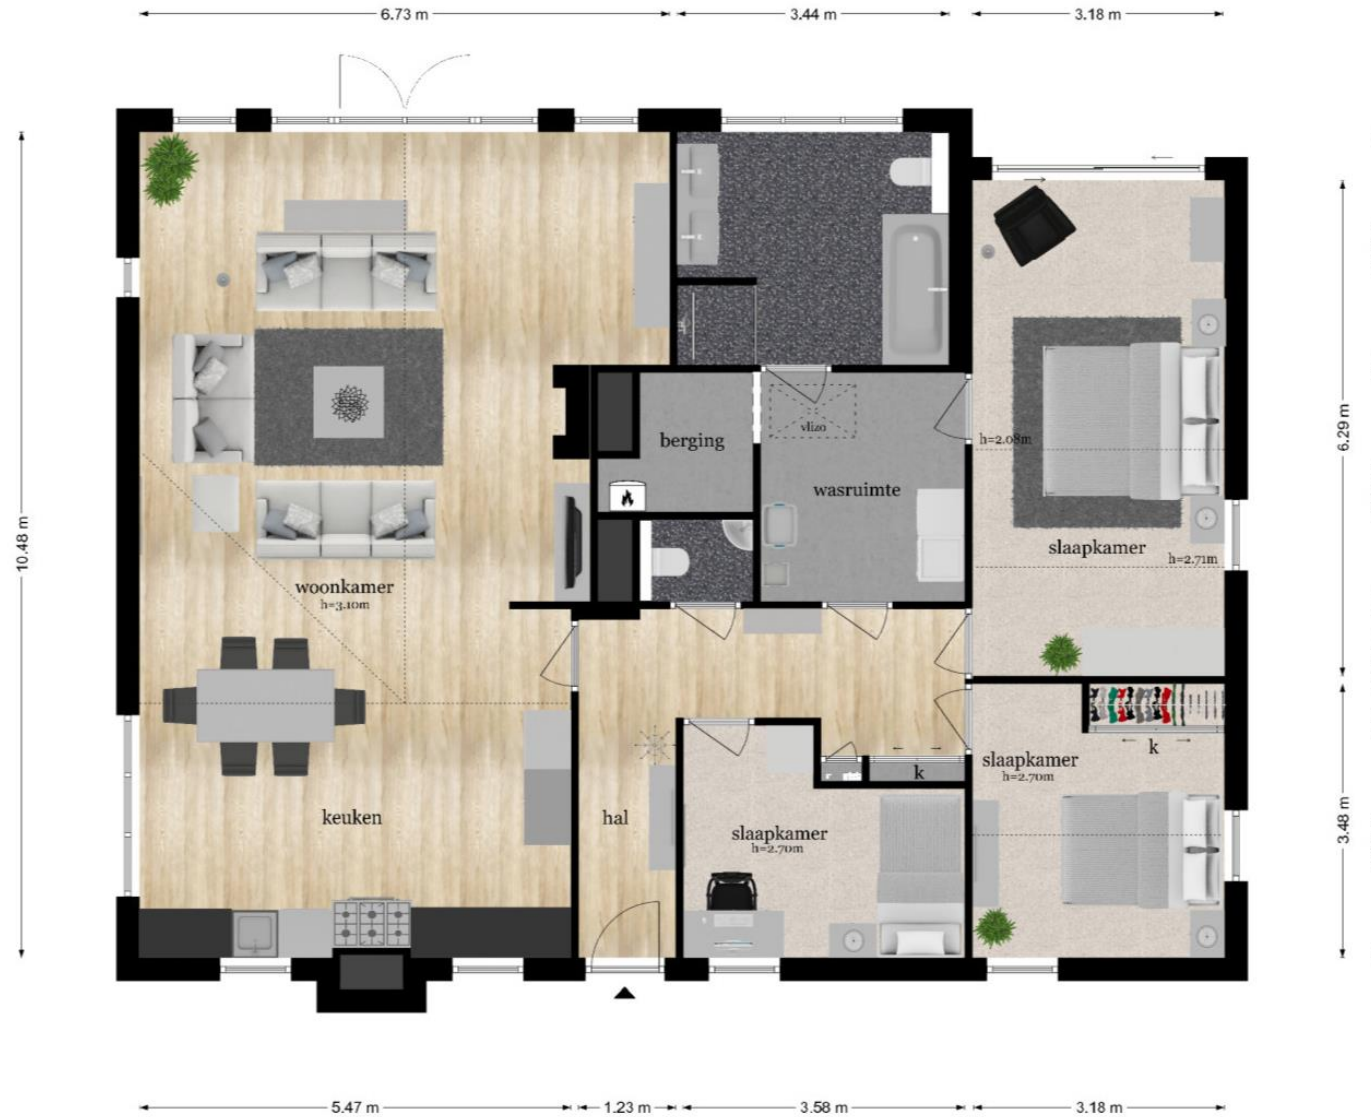 6.73 m
3.44 m
3.18 m
berging
vlizo
h=2.08m
wasruimte
slaapkamer
h=2.71m
woonkamer
h=3.10m
10.48 m
6.29 m
k
slaapkamer
h=2.70m
k
keuken
hal
slaapkamer
h=2.70m
3.48 m
5.47 m
1.23 m
3.58 m
3.18 m